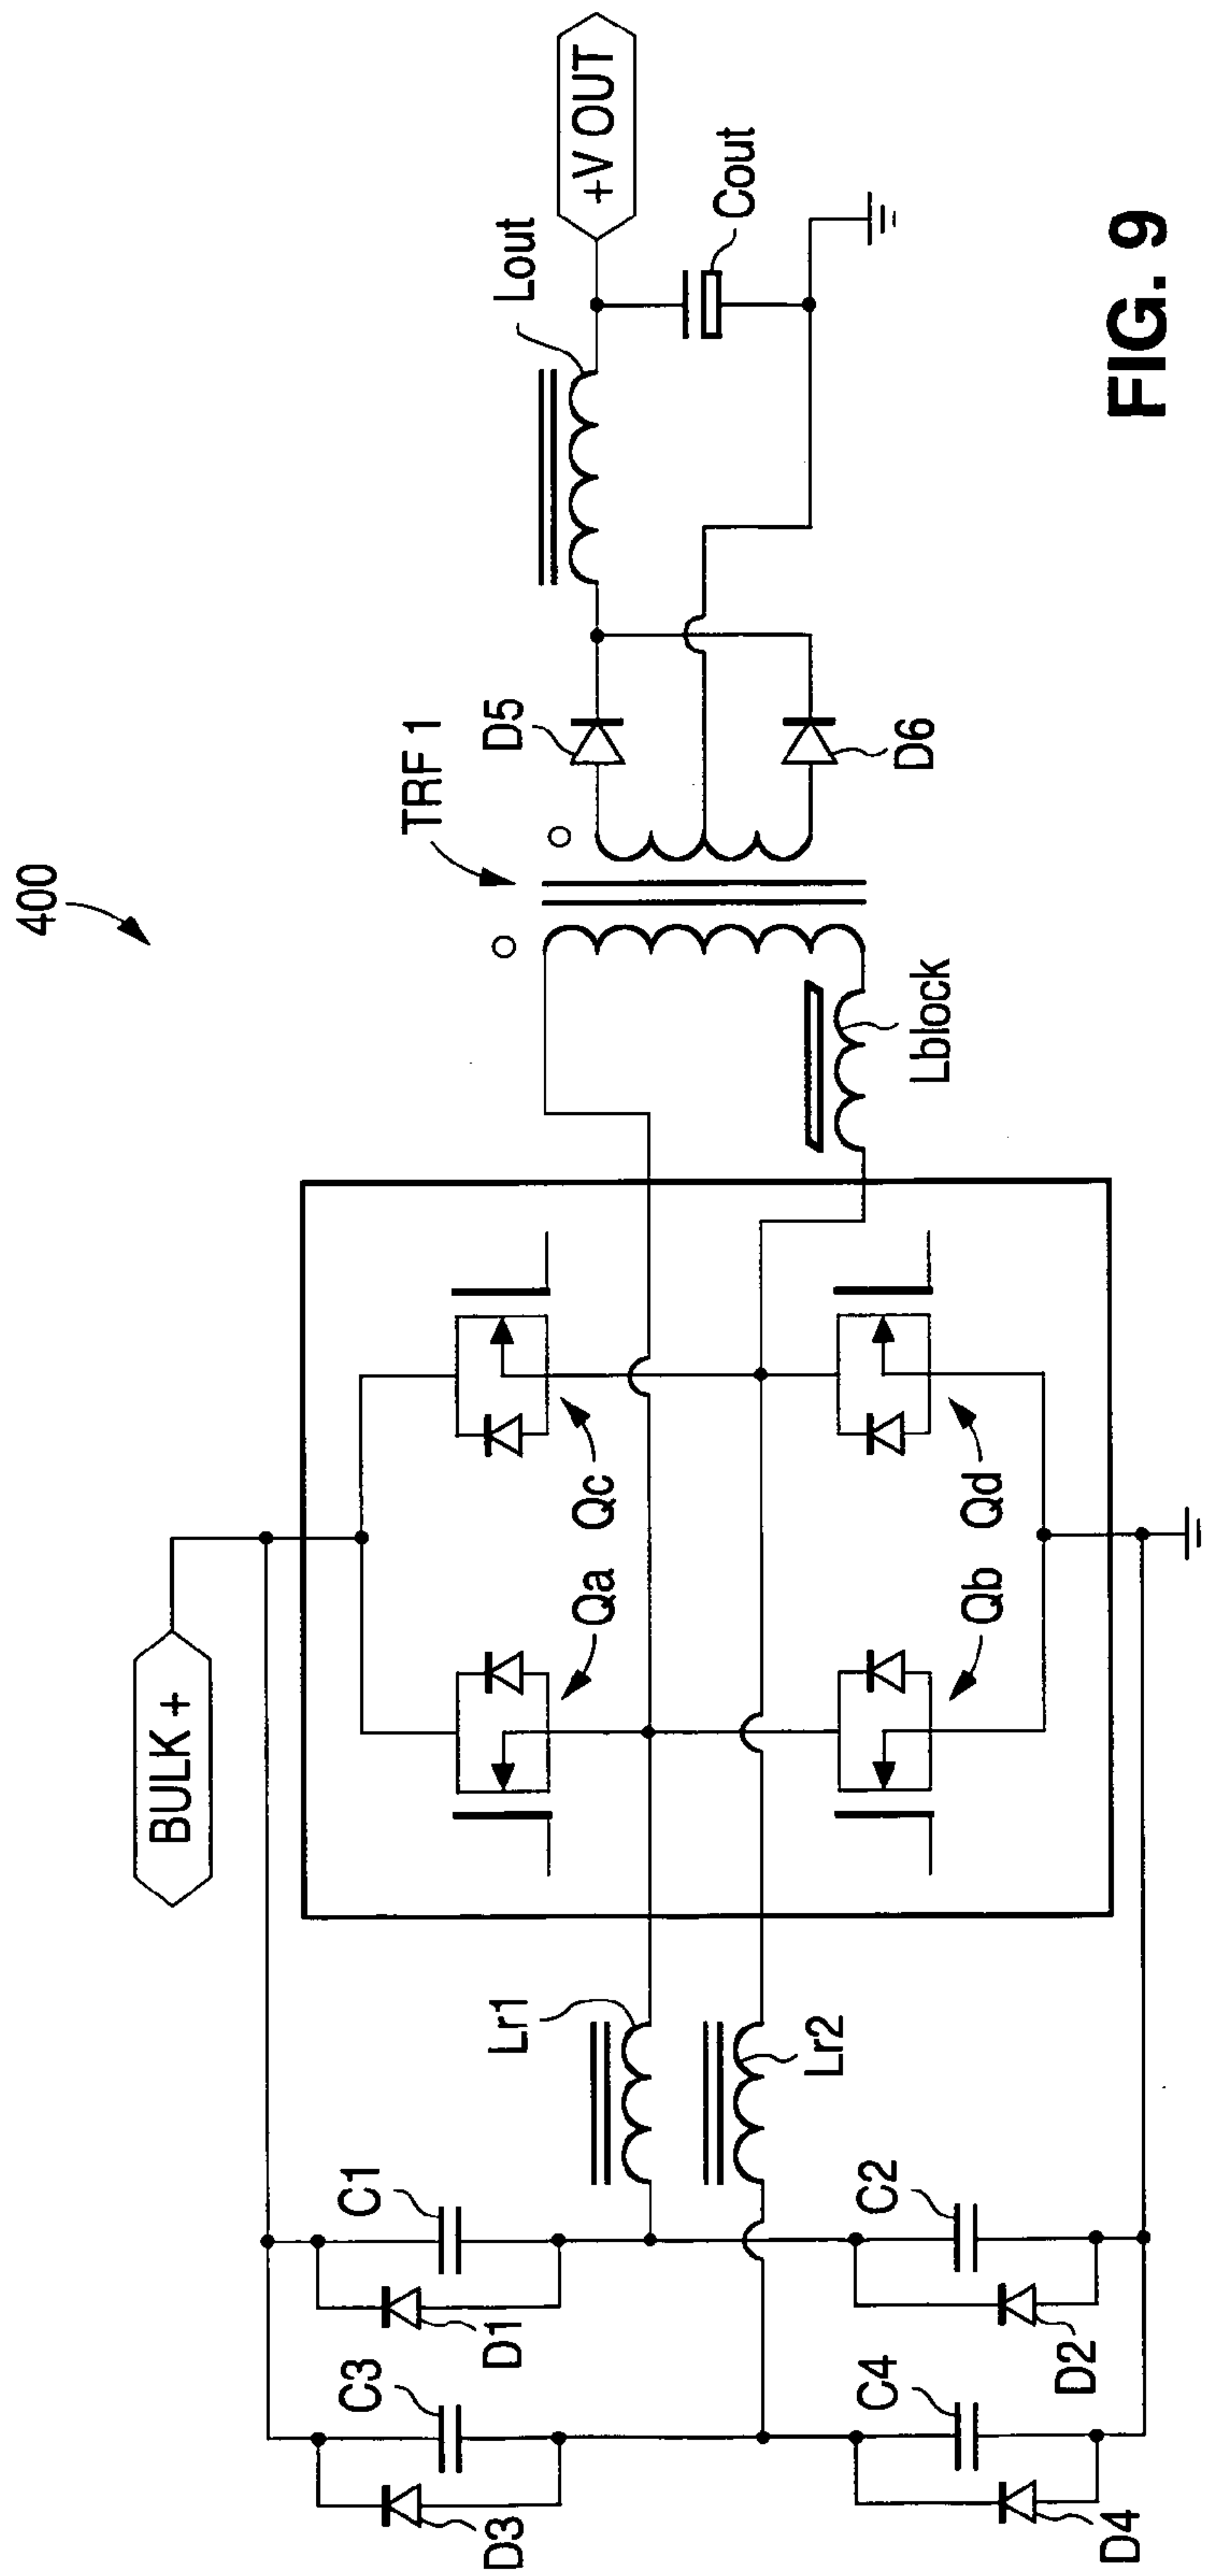 400
BULK +
TRF 1
D5
Lout
+V OUT
Cout
D6
Lblock
Qc
Qa
Qd
Qb
Lr1
Lr2
C1
D1
C3
D3
C2
D2
C4
D4
FIG. 9